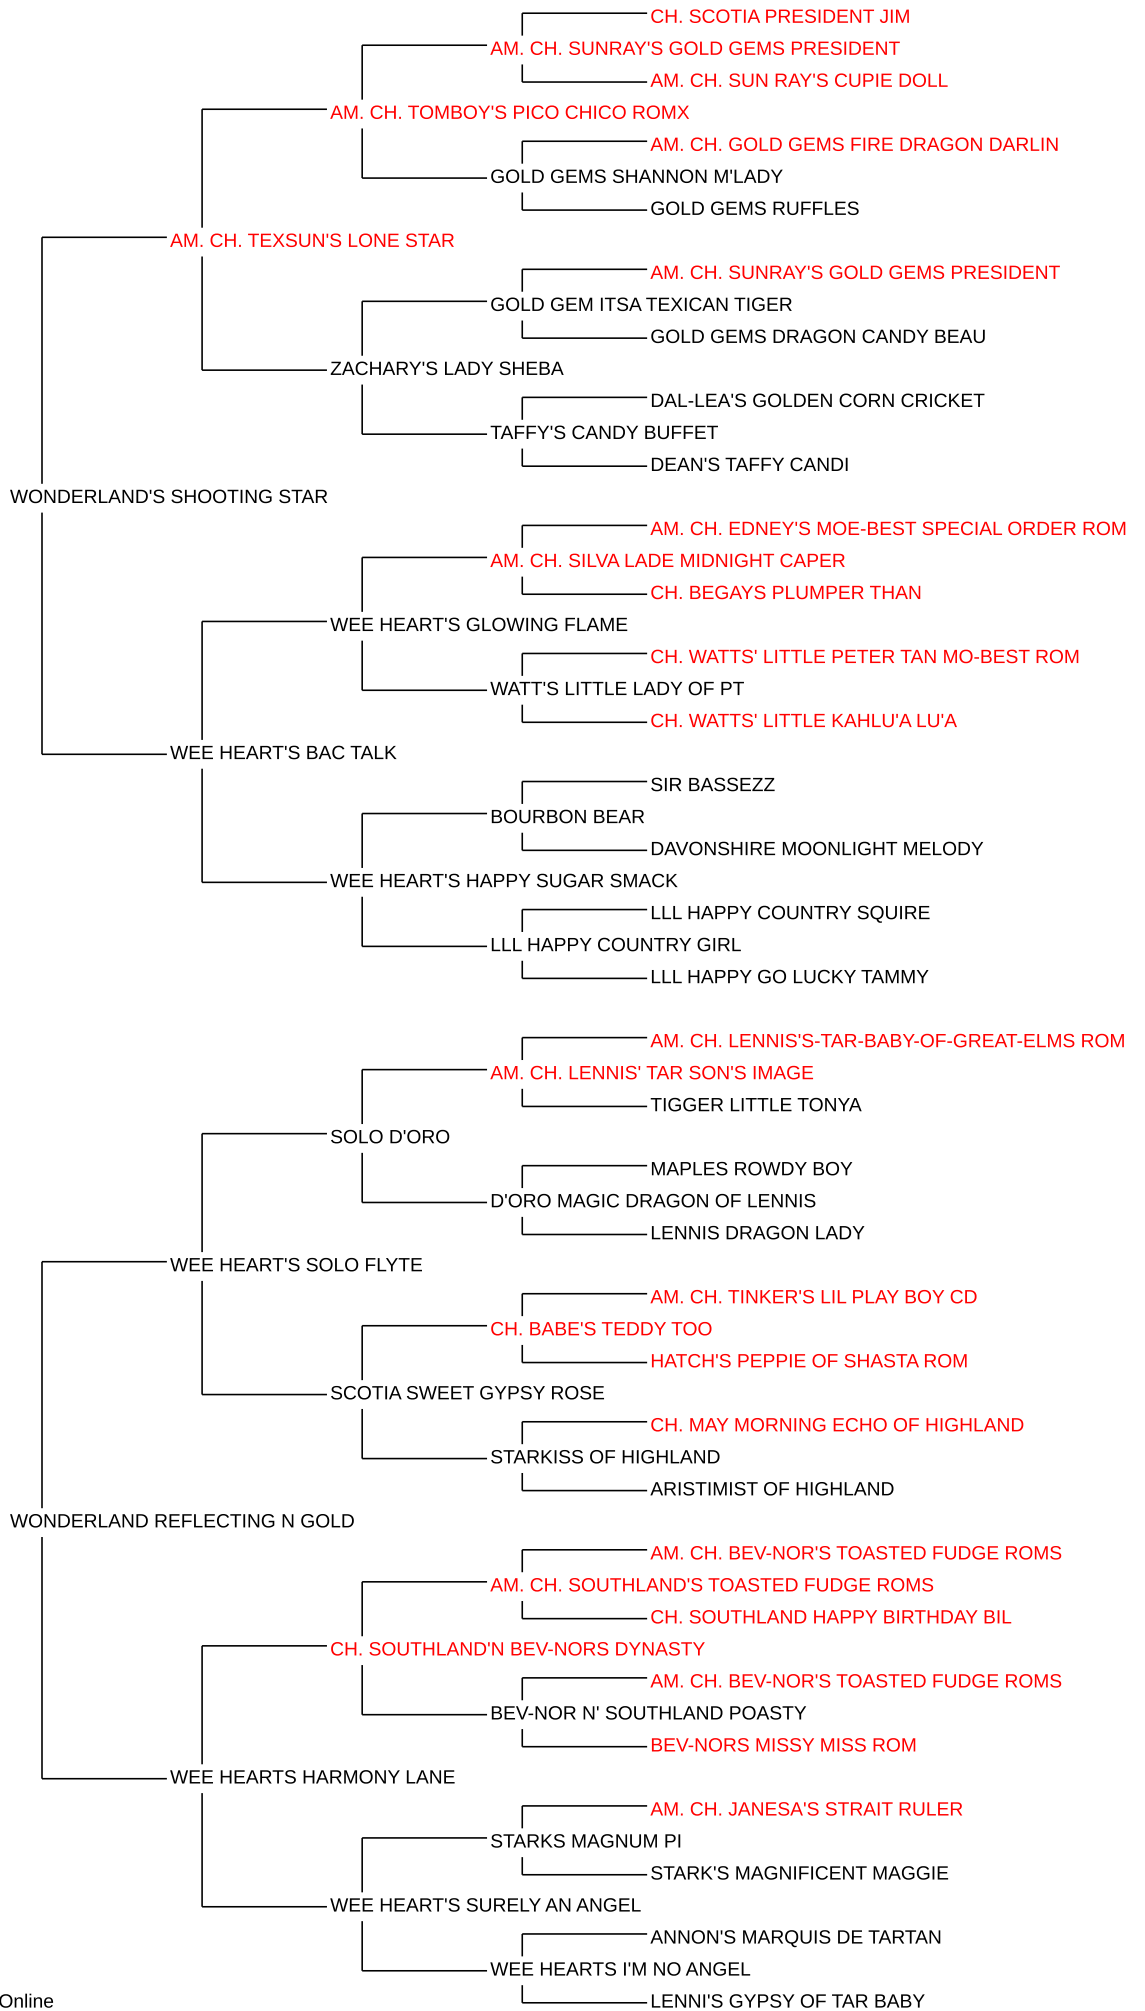 CH. SCOTIA PRESIDENT JIM
AM. CH. SUNRAY'S GOLD GEMS PRESIDENT
AM. CH. SUN RAY'S CUPIE DOLL
AM. CH. TOMBOY'S PICO CHICO ROMX
AM. CH. GOLD GEMS FIRE DRAGON DARLIN
GOLD GEMS SHANNON M'LADY
GOLD GEMS RUFFLES
AM. CH. TEXSUN'S LONE STAR
AM. CH. SUNRAY'S GOLD GEMS PRESIDENT
GOLD GEM ITSA TEXICAN TIGER
GOLD GEMS DRAGON CANDY BEAU
ZACHARY'S LADY SHEBA
DAL-LEA'S GOLDEN CORN CRICKET
TAFFY'S CANDY BUFFET
DEAN'S TAFFY CANDI
WONDERLAND'S SHOOTING STAR
AM. CH. EDNEY'S MOE-BEST SPECIAL ORDER ROM
AM. CH. SILVA LADE MIDNIGHT CAPER
CH. BEGAYS PLUMPER THAN
WEE HEART'S GLOWING FLAME
CH. WATTS' LITTLE PETER TAN MO-BEST ROM
WATT'S LITTLE LADY OF PT
CH. WATTS' LITTLE KAHLU'A LU'A
WEE HEART'S BAC TALK
SIR BASSEZZ
BOURBON BEAR
DAVONSHIRE MOONLIGHT MELODY
WEE HEART'S HAPPY SUGAR SMACK
LLL HAPPY COUNTRY SQUIRE
LLL HAPPY COUNTRY GIRL
LLL HAPPY GO LUCKY TAMMY
AM. CH. LENNIS'S-TAR-BABY-OF-GREAT-ELMS ROM
AM. CH. LENNIS' TAR SON'S IMAGE
TIGGER LITTLE TONYA
SOLO D'ORO
MAPLES ROWDY BOY
D'ORO MAGIC DRAGON OF LENNIS
LENNIS DRAGON LADY
WEE HEART'S SOLO FLYTE
AM. CH. TINKER'S LIL PLAY BOY CD
CH. BABE'S TEDDY TOO
HATCH'S PEPPIE OF SHASTA ROM
SCOTIA SWEET GYPSY ROSE
CH. MAY MORNING ECHO OF HIGHLAND
STARKISS OF HIGHLAND
ARISTIMIST OF HIGHLAND
WONDERLAND REFLECTING N GOLD
AM. CH. BEV-NOR'S TOASTED FUDGE ROMS
AM. CH. SOUTHLAND'S TOASTED FUDGE ROMS
CH. SOUTHLAND HAPPY BIRTHDAY BIL
CH. SOUTHLAND'N BEV-NORS DYNASTY
AM. CH. BEV-NOR'S TOASTED FUDGE ROMS
BEV-NOR N' SOUTHLAND POASTY
BEV-NORS MISSY MISS ROM
WEE HEARTS HARMONY LANE
AM. CH. JANESA'S STRAIT RULER
STARKS MAGNUM PI
STARK'S MAGNIFICENT MAGGIE
WEE HEART'S SURELY AN ANGEL
ANNON'S MARQUIS DE TARTAN
WEE HEARTS I'M NO ANGEL
LENNI'S GYPSY OF TAR BABY
Online